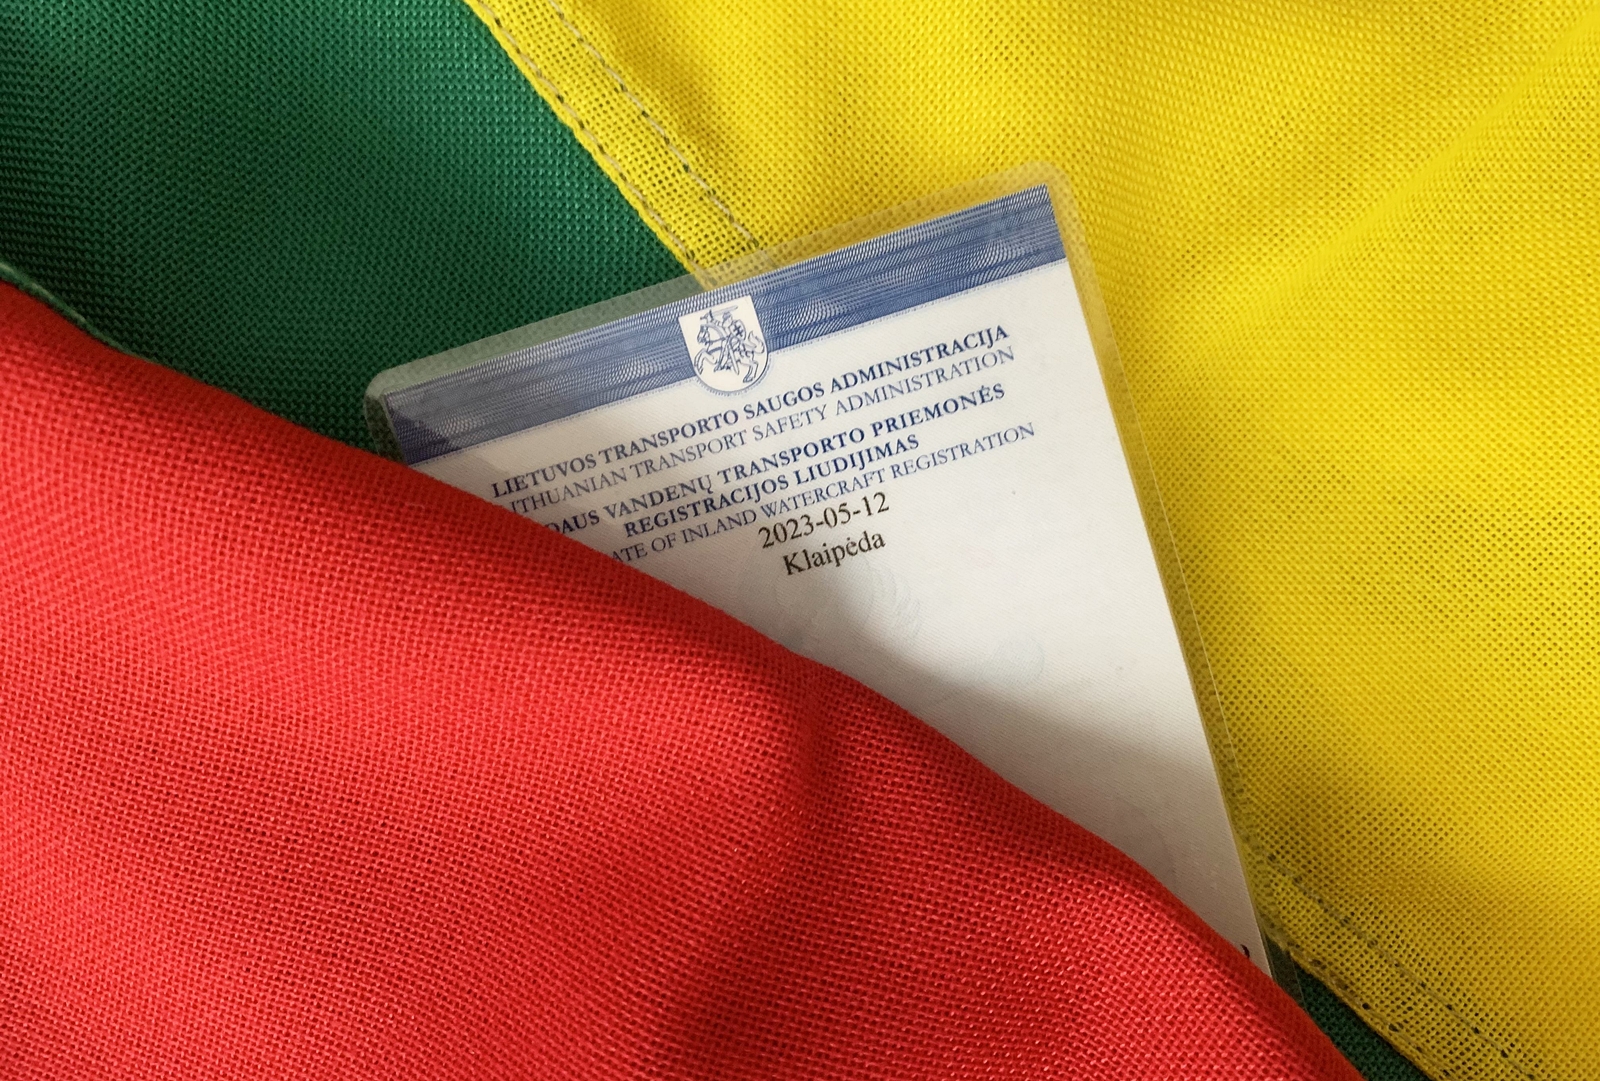 LIETUVOS TRANSPORTO SAUGOS ADMINISTRACIJA
LITHUANIAN TRANSPORT SAFETY ADMINISTRATION
VANDENŲ TRANSPORTO PRIEMONĖS
REGISTRACIJOS LIUDIJIMAS
OF INLAND WATERCRAFT REGISTRATION
2023-05-12
Klaipėda